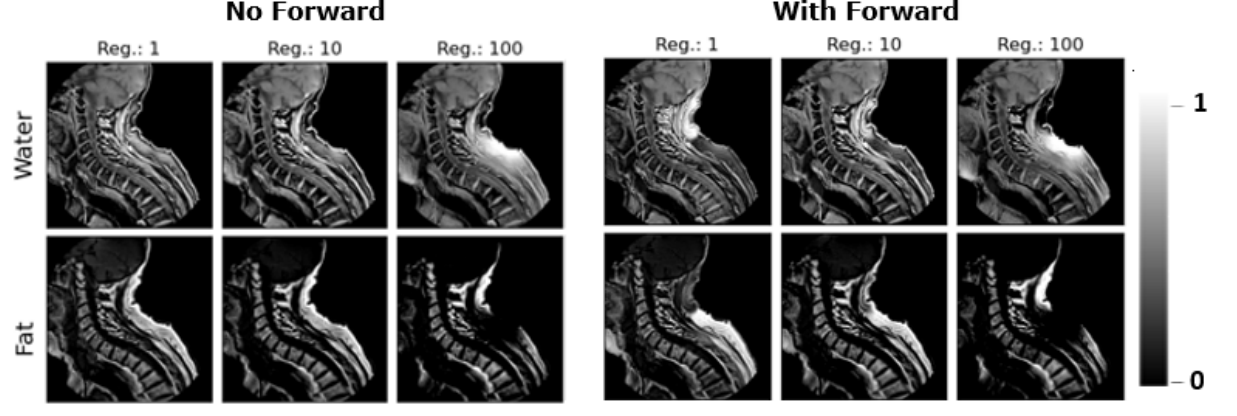 No Forward
With Forward
Reg.: 1
Reg.: 10
Reg.: 100
Reg.: 1
Reg.: 10
Reg.: 100
Water
Fat
1
0